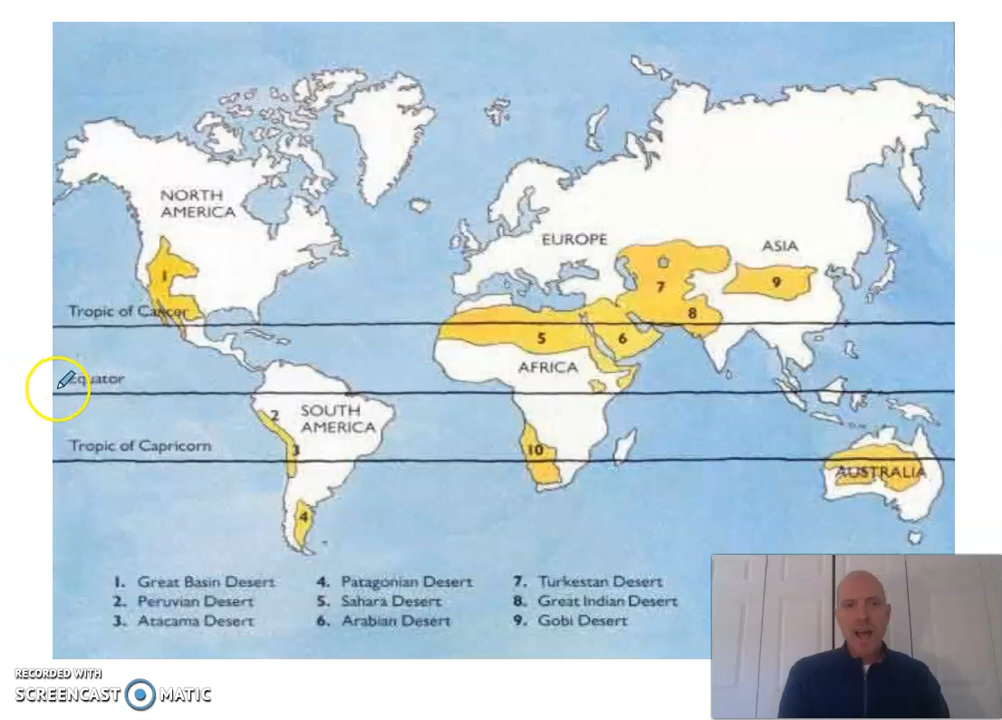 NORTH
AMERICA
EUROPE
ASIA
1
7
9
8
Tropic of Cancer
5
6
AFRICA
Equator
2
SOUTH
AMERICA
Tropic of Capricorn
3
10
AUSTRALIA
4
1. Great Basin Desert
2. Peruvian Desert
3. Atacama Desert
4. Patagonian Desert
5. Sahara Desert
6. Arabian Desert
7. Turkestan Desert
8. Great Indian Desert
9. Gobi Desert
RECORDED WITH
SCREENCAST MATIC